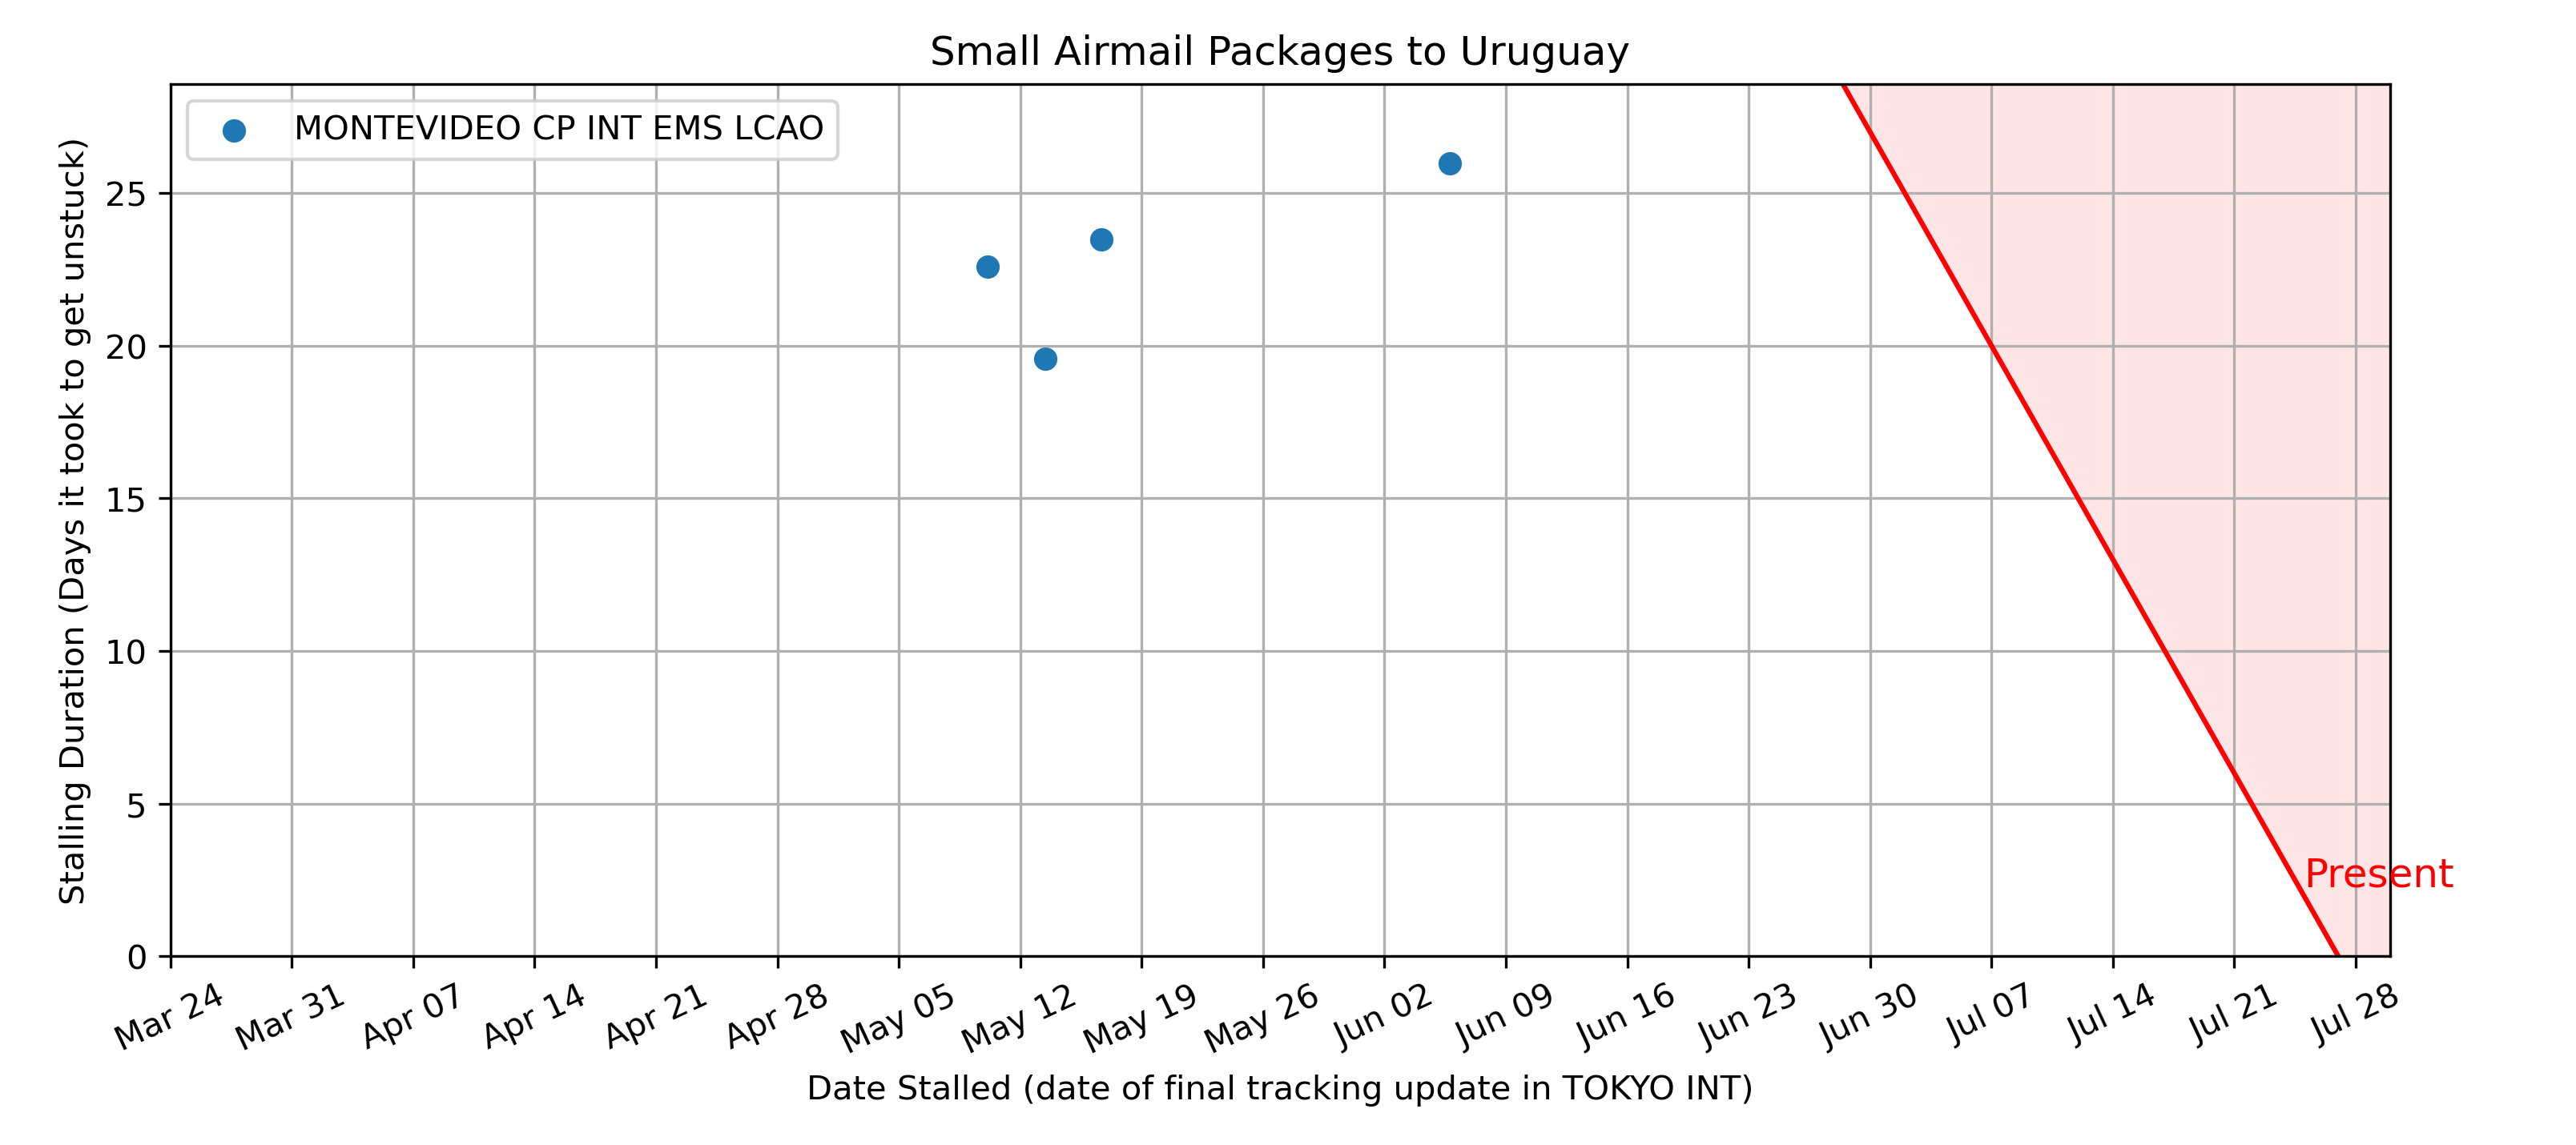 Small Airmail Packages to Uruguay
MONTEVIDEO CP INT EMS LCAO
Stalling Duration (Days it took to get unstuck)
25
20
15
10
5
0
Present
Mar 24
Mar 31
Apr 07
Apr 14
Apr 21
Apr 28
May 05
May 12
May 19
May 26
Jun 02
Jun 09
Jun 16
Jun 23
Jun 30
Jul 07
Jul 14
Jul 21
Jul 28
Date Stalled (date of final tracking update in TOKYO INT)